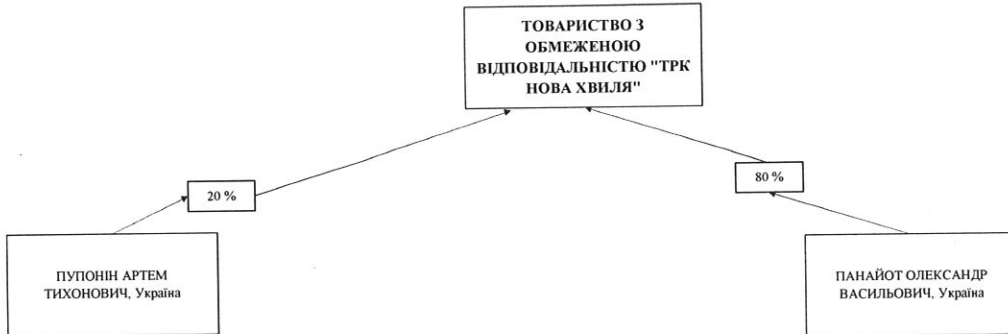 ТОВАРИСТВО З
ОБМЕЖЕНОЮ
ВІДПОВІДАЛЬНІСТЮ "ТРК
НОВА ХВИЛЯ"
20 %
80 %
ПУПОНІН АРТЕМ
ТИХОНОВИЧ, Україна
ПАНАЙОТ ОЛЕКСАНДР
ВАСИЛЬОВИЧ, Україна